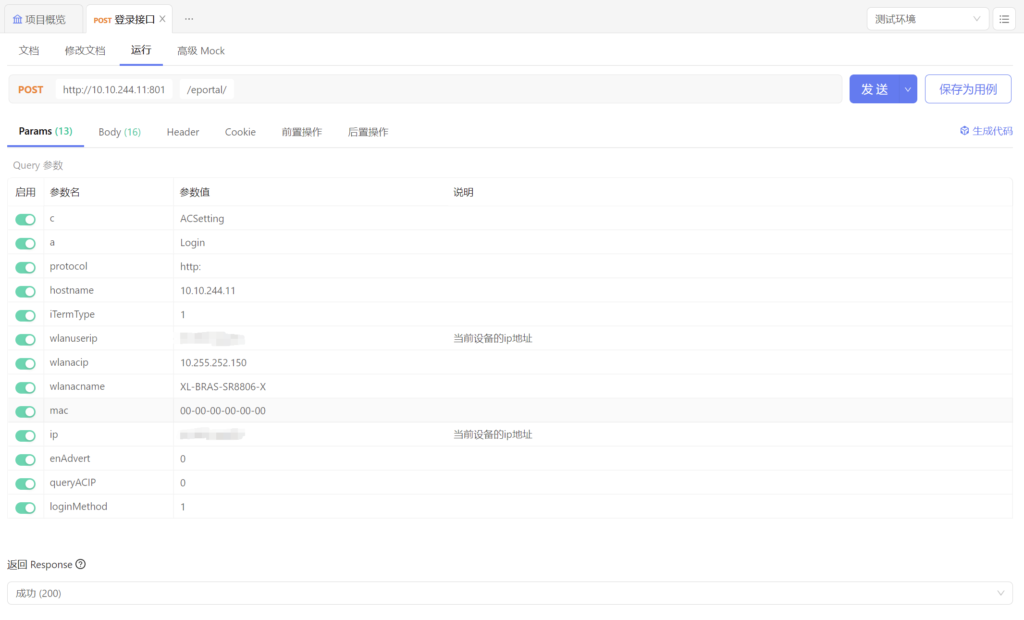 项目概览 POST 登录接口 × ··· 测试环境
文档 修改文档 运行 高级 Mock
POST http://10.10.244.11:801 /eportal/ 发 送 保存为用例
Params (13) Body (16) Header Cookie 前置操作 后置操作 生成代码
Query 参数
启用 参数名 参数值 说明
c ACSetting
a Login
protocol http:
hostname 10.10.244.11
iTermType 1
wlanuserip 当前设备的ip地址
wlanacip 10.255.252.150
wlanacname XL-BRAS-SR8806-X
mac 00-00-00-00-00-00
ip 当前设备的ip地址
enAdvert 0
queryACIP 0
loginMethod 1
返回 Response
成功 (200)